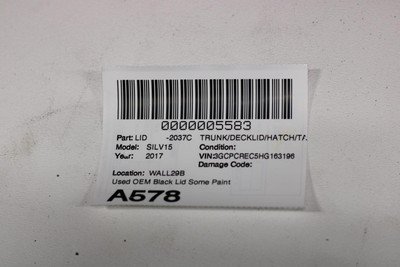 0000005583
Part: LID -2037C TRUNK/DECKLID/HATCH/TA
Model: SILV15 Condition:
Year: 2017 VIN:3GCPCREC5HG163196
Damage Code:
Location: WALL29B
Used OEM Black Lid Some Paint
A578